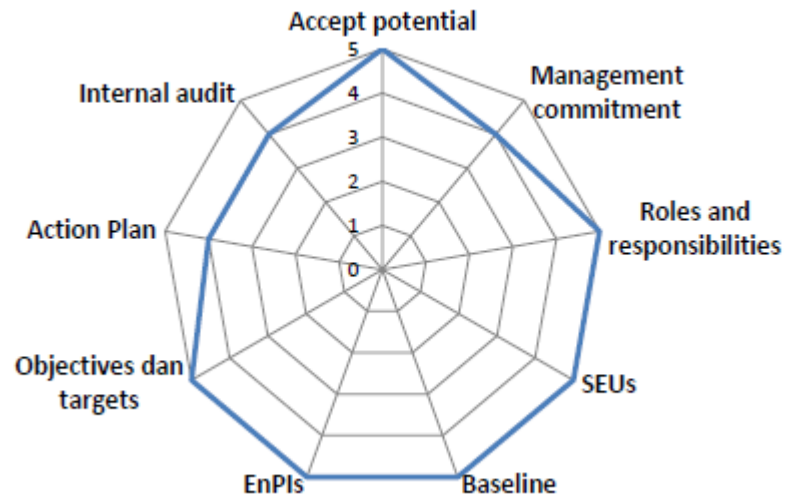 Accept potential
5
Internal audit
4
Management
commitment
3
2
Action Plan
1
Roles and
responsibilities
0
Objectives dan
targets
SEUs
EnPIs
Baseline